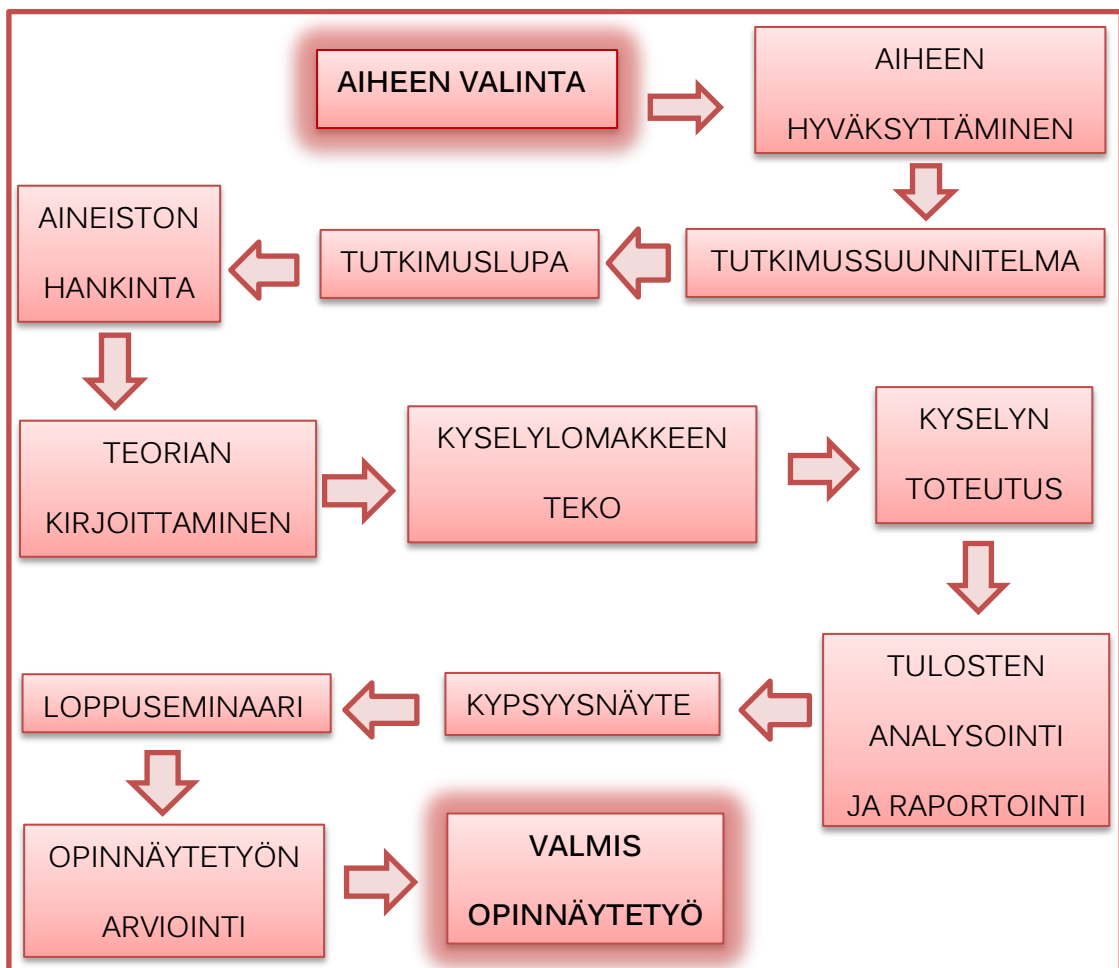 AIHEEN VALINTA
AIHEEN
HYVÄKSYTTÄMINEN
TUTKIMUSSUUNNITELMA
TUTKIMUSLUPA
AINEISTON
HANKINTA
TEORIAN
KIRJOITTAMINEN
KYSELYLOMAKKEEN
TEKO
KYSELYN
TOTEUTUS
TULOSTEN
ANALYSOINTI
JA RAPORTOINTI
KYPSYYSNÄYTE
LOPPUSEMINAARI
OPINNÄYTETYÖN
ARVIOINTI
VALMIS
OPINNÄYTETYÖ